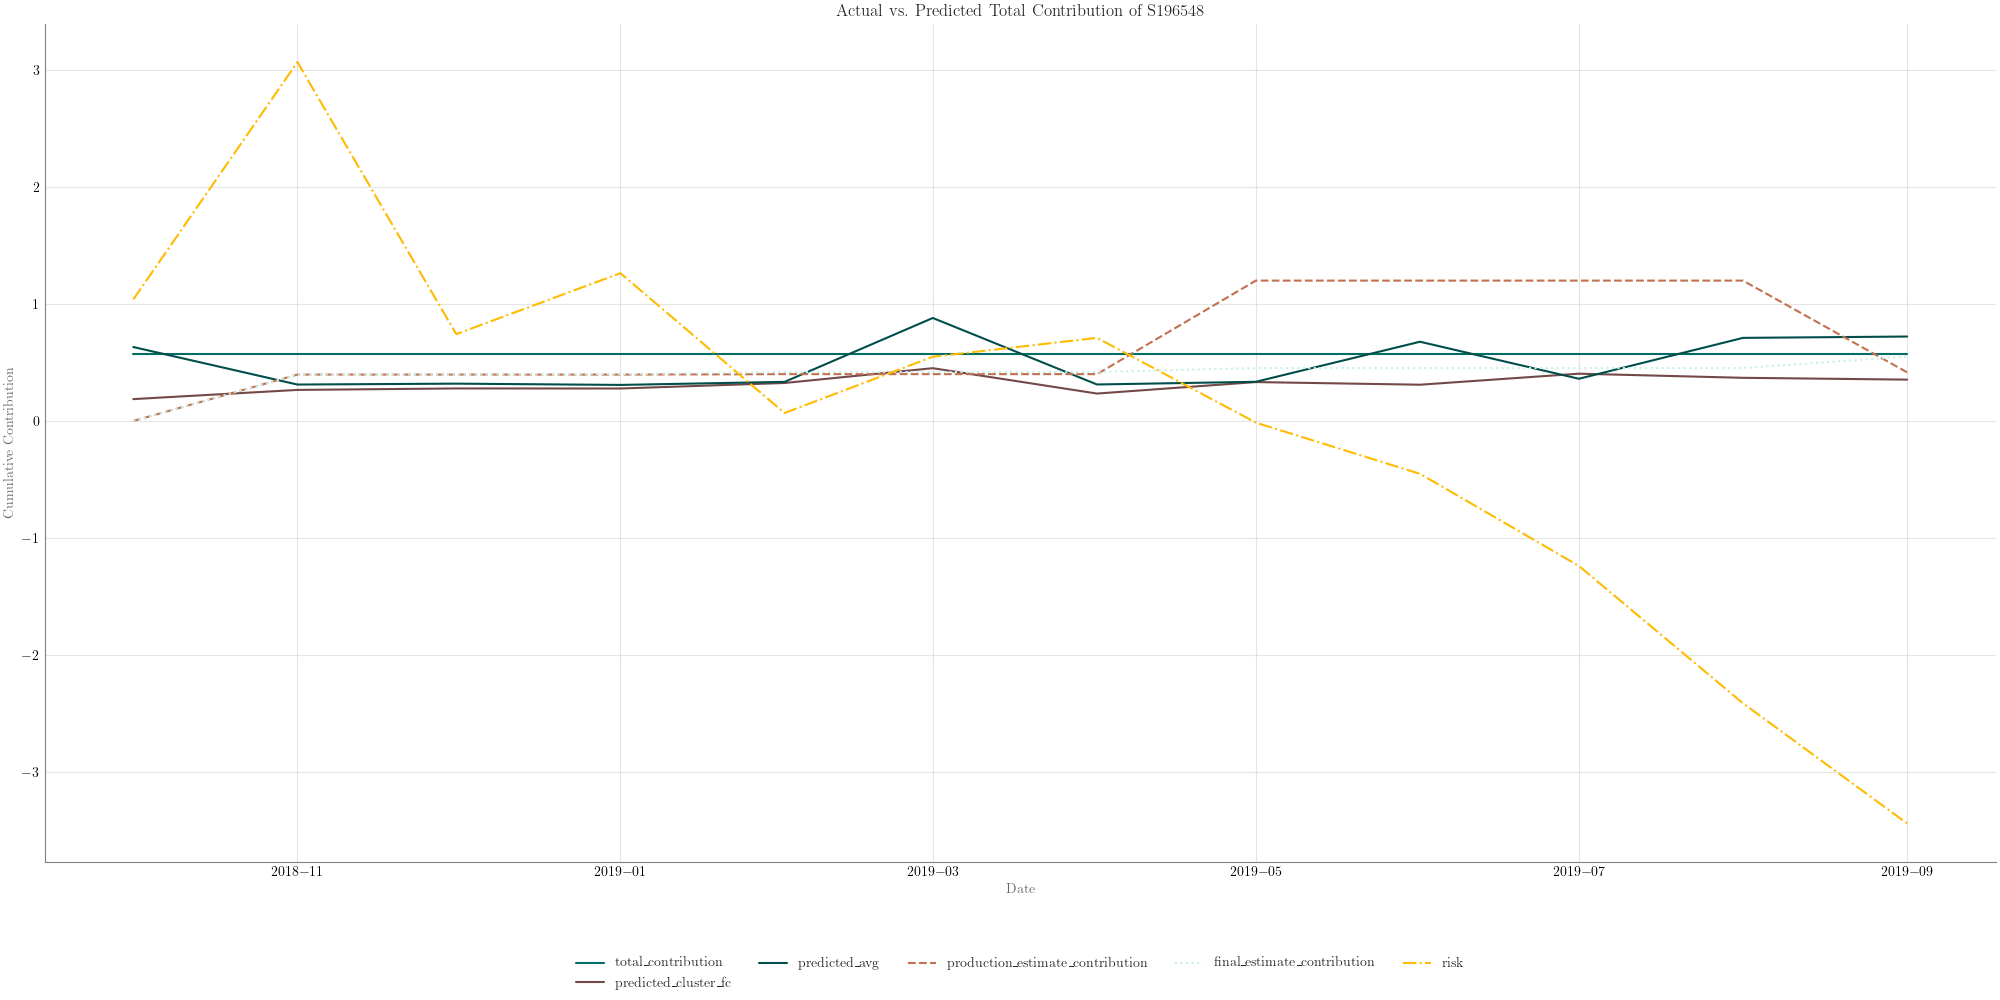 Actual vs. Predicted Total Contribution of S196548
3
2
1
0
−1
−2
−3
Cumulative Contribution
2018−11
2019−01
2019−03
2019−05
2019−07
2019−09
Date
total_contribution
predicted_cluster_fc
predicted_avg
production_estimate_contribution
final_estimate_contribution
risk